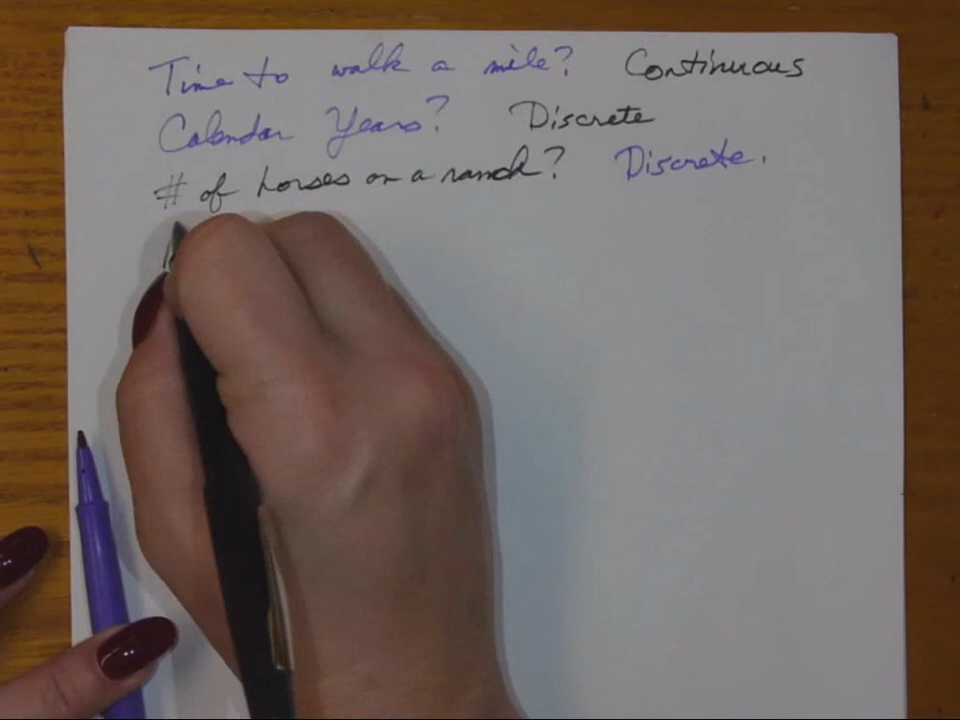 Time to walk a mile? Continuous
Calendar Years? Discrete
# of horses on a ranch? Discrete.